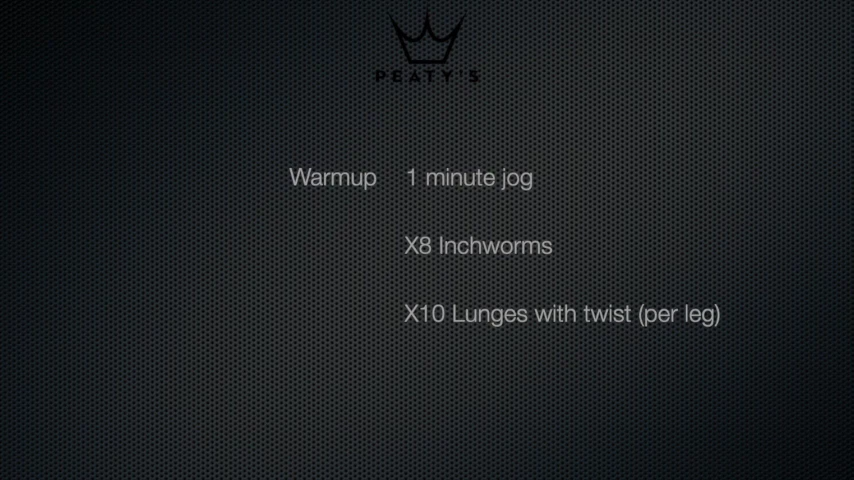 PEATY'S
Warmup 1 minute jog
X8 Inchworms
X10 Lunges with twist (per leg)